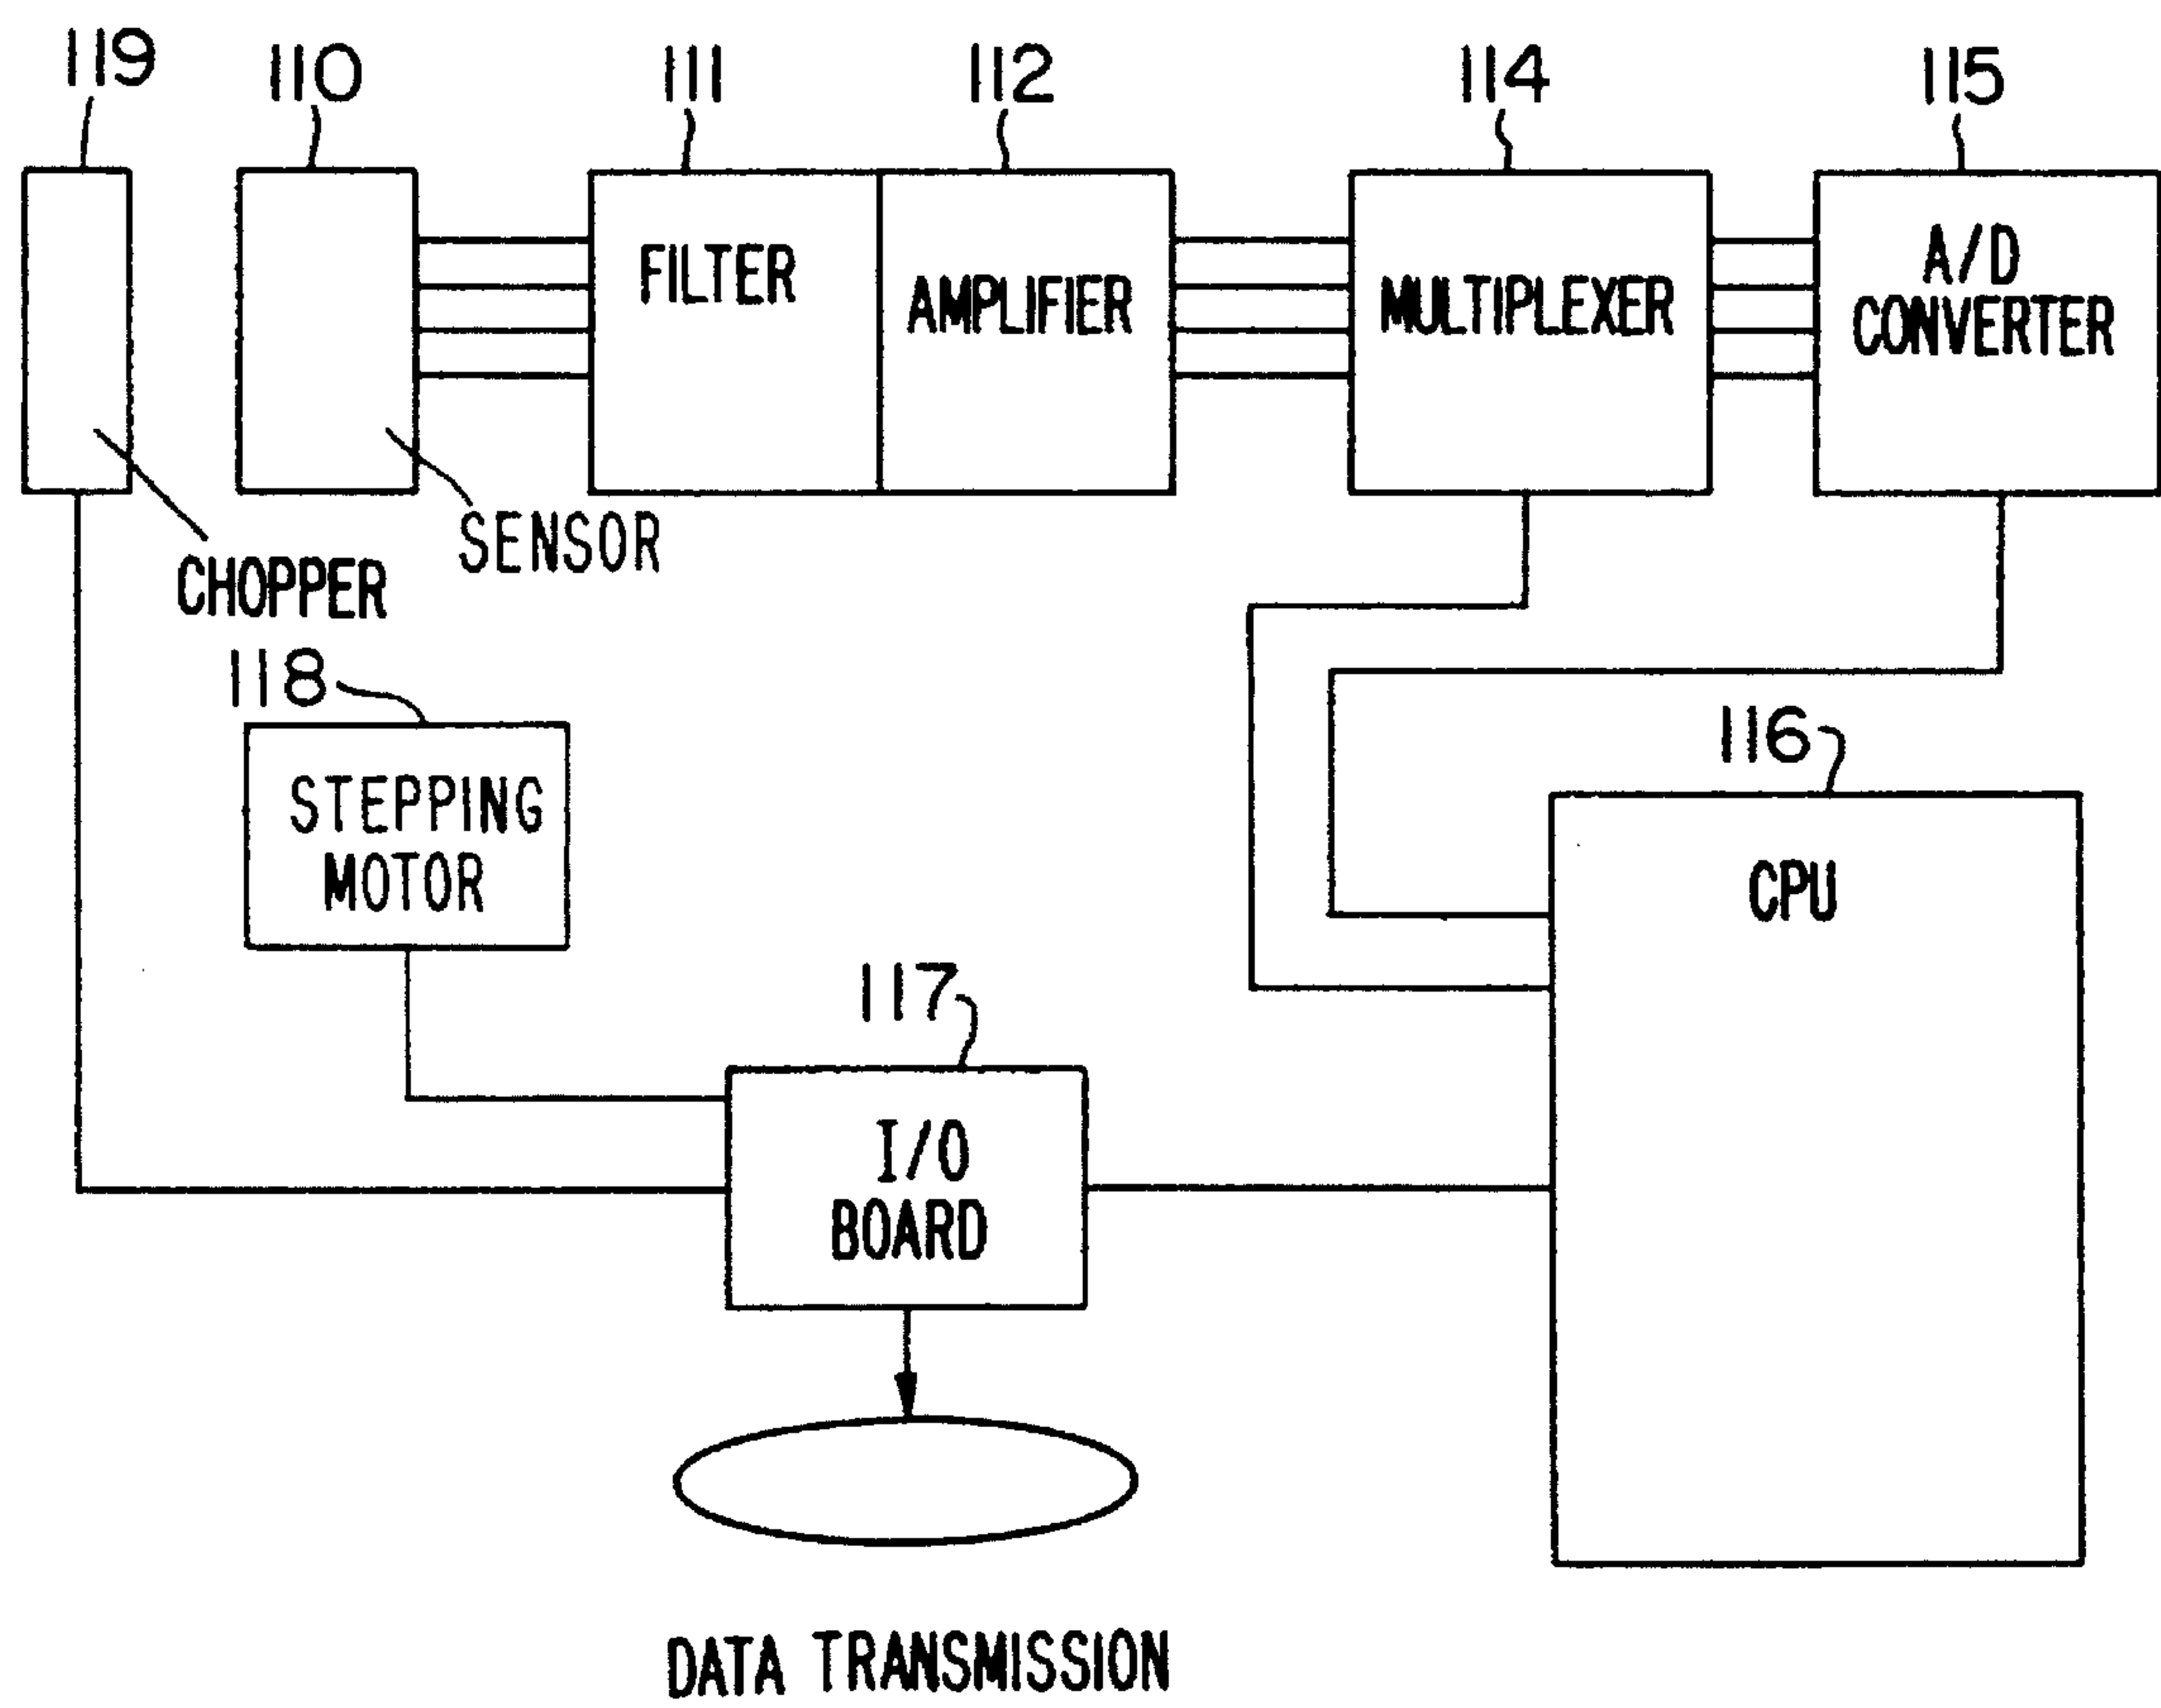 119
110
111
112
114
115
FILTER
AMPLIFIER
MULTIPLEXER
A/D
CONVERTER
SENSOR
CHOPPER
118
STEPPING
MOTOR
116
CPU
117
I/O
BOARD
DATA TRANSMISSION